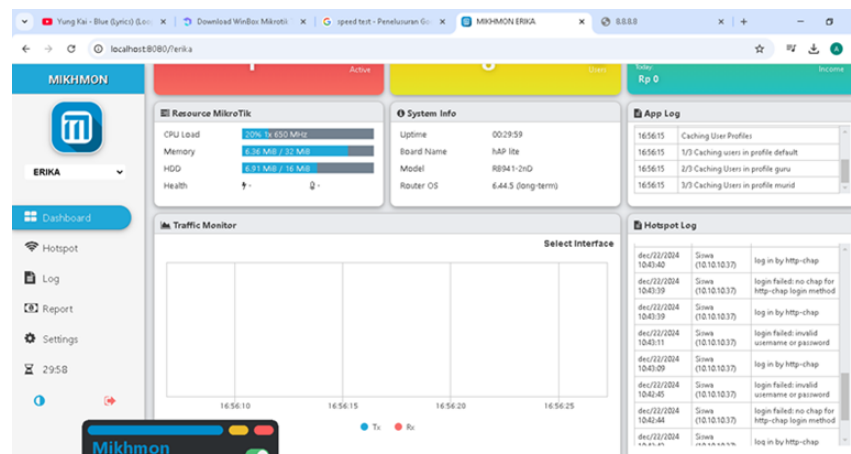 Yung Kai - Blue (Lyrics) (Loo
Download WinBox Mikrotik
speed test - Penelusuran Go
MIKHMON ERIKA
8.8.8.8
localhost:8080/?erika
MIKHMON
Active
Users
Today
Rp 0
Income
ERIKA
Dashboard
Hotspot
Log
Report
Settings
29:58
Resource MikroTik
CPU Load 20% Tx 650 MHz
Memory 6.36 MiB / 32 MiB
HDD 6.91 MiB / 16 MiB
Health - -
System Info
Uptime 00:29:59
Board Name hAP lite
Model RB941-2nD
Router OS 6.44.5 (long-term)
App Log
16:56:15 Caching User Profiles
16:56:15 1/3 Caching users in profile default
16:56:15 2/3 Caching users in profile guru
16:56:15 3/3 Caching users in profile murid
Traffic Monitor
Select Interface
16:56:10 16:56:15 16:56:20 16:56:25
Tx Rx
Hotspot Log
dec/22/2024 10:43:40 Siswa (10.10.10.37) log in by http-chap
dec/22/2024 10:43:39 Siswa (10.10.10.37) login failed: no chap for http-chap login method
dec/22/2024 10:43:39 Siswa (10.10.10.37) log in by http-chap
dec/22/2024 10:43:11 Siswa (10.10.10.37) login failed: invalid username or password
dec/22/2024 10:43:09 Siswa (10.10.10.37) log in by http-chap
dec/22/2024 10:42:45 Siswa (10.10.10.37) login failed: invalid username or password
dec/22/2024 10:42:44 Siswa (10.10.10.37) login failed: no chap for http-chap login method
dec/22/2024 Siswa log in by http-chap
Mikhmon